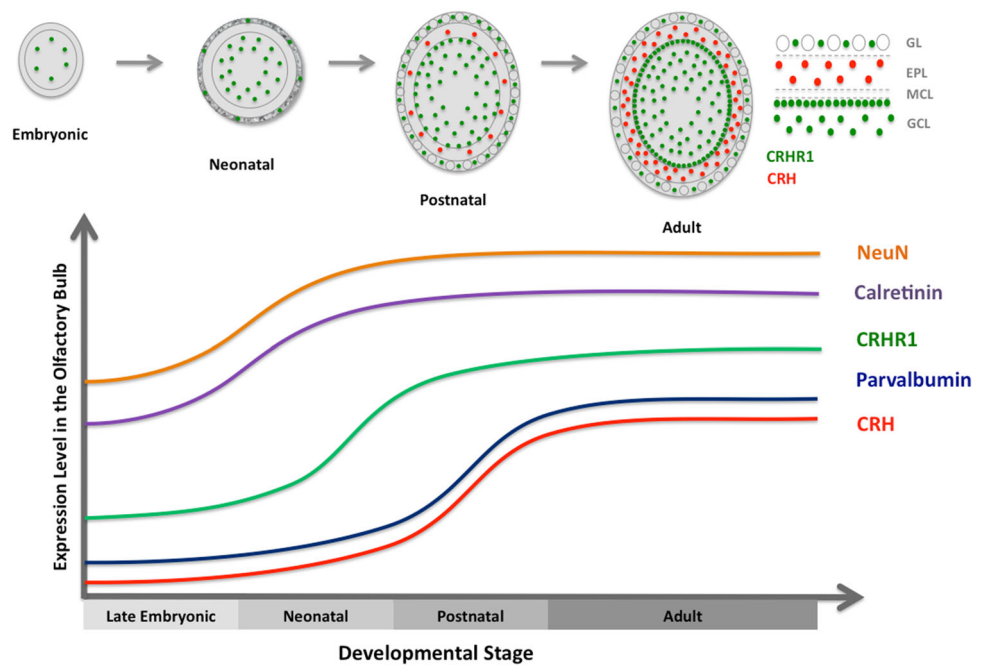 Embryonic
Neonatal
Postnatal
Adult
GL
EPL
MCL
GCL
CRHR1
CRH
Expression Level in the Olfactory Bulb
NeuN
Calretinin
CRHR1
Parvalbumin
CRH
Late Embryonic
Neonatal
Postnatal
Adult
Developmental Stage